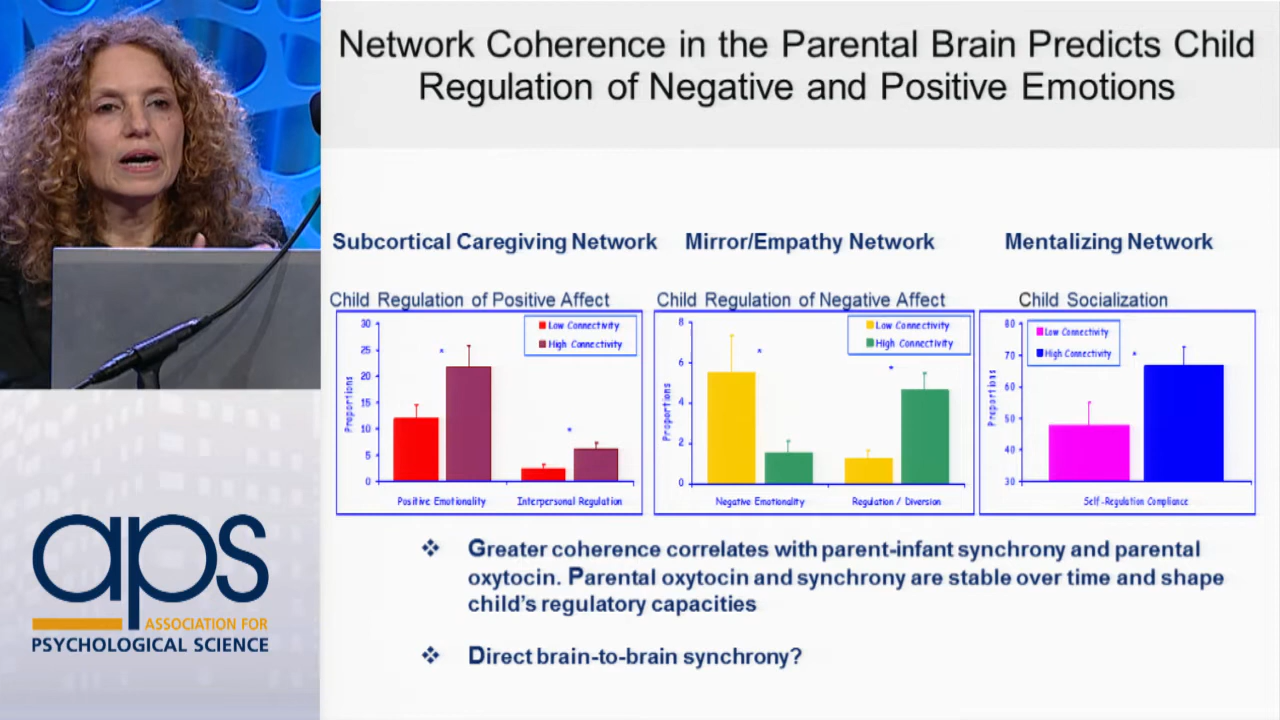 Network Coherence in the Parental Brain Predicts Child
Regulation of Negative and Positive Emotions
Subcortical Caregiving Network
Mirror/Empathy Network
Mentalizing Network
Child Regulation of Positive Affect
Child Regulation of Negative Affect
Child Socialization
30
25
20
15
10
5
0
Proportions
Low Connectivity
High Connectivity
*
*
Positive Emotionality
Interpersonal Regulation
8
6
4
2
0
Proportions
Low Connectivity
High Connectivity
*
*
Negative Emotionality
Regulation / Diversion
80
70
60
50
40
30
Proportions
Low Connectivity
High Connectivity
*
Self-Regulation Compliance
❖ Greater coherence correlates with parent-infant synchrony and parental
oxytocin. Parental oxytocin and synchrony are stable over time and shape
child's regulatory capacities
❖ Direct brain-to-brain synchrony?
aps
ASSOCIATION FOR
PSYCHOLOGICAL SCIENCE